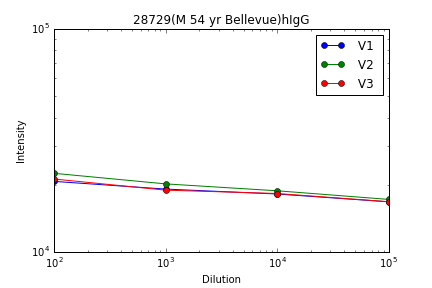 28729(M 54 yr Bellevue)hIgG
10^5
V1
V2
V3
Intensity
10^4
10^2 10^3 10^4 10^5
Dilution